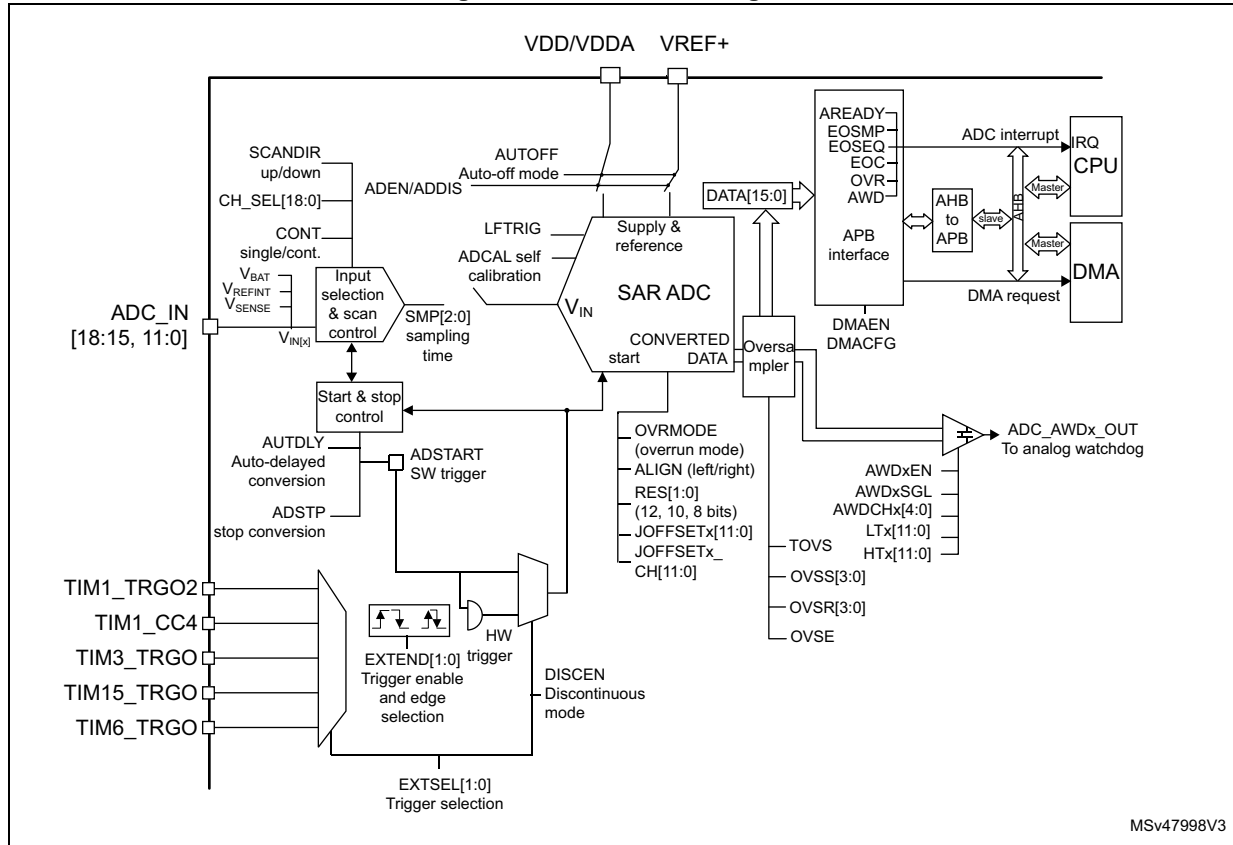 VDD/VDDA
VREF+
SCANDIR
up/down
CH_SEL[18:0]
CONT
single/cont.
VBAT
VREFINT
VSENSE
ADC_IN
[18:15, 11:0]
VIN[x]
Input
selection
& scan
control
SMP[2:0]
sampling
time
AUTOFF
Auto-off mode
ADEN/ADDIS
LFTRIG
ADCAL self
calibration
Supply &
reference
SAR ADC
VIN
CONVERTED
DATA
start
DATA[15:0]
Oversa
mpler
AREADY
EOSMP
EOSEQ
EOC
OVR
AWD
APB
interface
DMAEN
DMACFG
ADC interrupt
AHB
to
APB
slave
AHB
Master
Master
IRQ
CPU
DMA
DMA request
Start & stop
control
AUTDLY
Auto-delayed
conversion
ADSTP
stop conversion
ADSTART
SW trigger
OVRMODE
(overrun mode)
ALIGN (left/right)
RES[1:0]
(12, 10, 8 bits)
JOFFSETx[11:0]
JOFFSETx_
CH[11:0]
TOVS
OVSS[3:0]
OVSR[3:0]
OVSE
ADC_AWDx_OUT
To analog watchdog
AWDxEN
AWDxSGL
AWDCHx[4:0]
LTx[11:0]
HTx[11:0]
TIM1_TRGO2
TIM1_CC4
TIM3_TRGO
TIM15_TRGO
TIM6_TRGO
HW
trigger
EXTEND[1:0]
Trigger enable
and edge
selection
DISCEN
Discontinuous
mode
EXTSEL[1:0]
Trigger selection
MSv47998V3